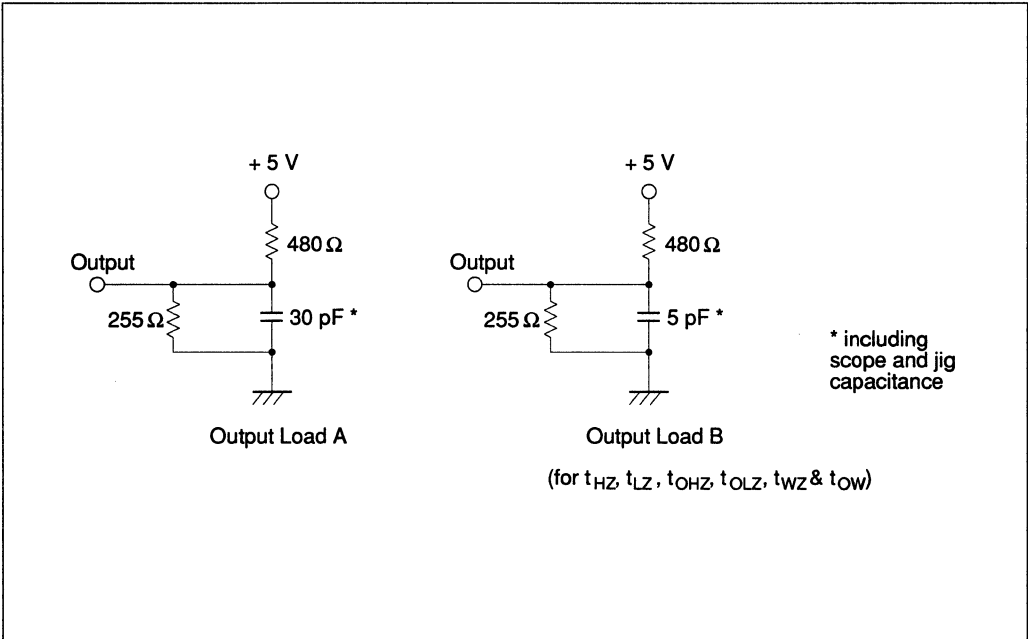 + 5 V
480 Ω
Output
255 Ω
30 pF *
Output Load A
+ 5 V
480 Ω
Output
255 Ω
5 pF *
Output Load B
(for tHZ, tLZ , tOHZ, tOLZ, tWZ & tOW)
* including
scope and jig
capacitance